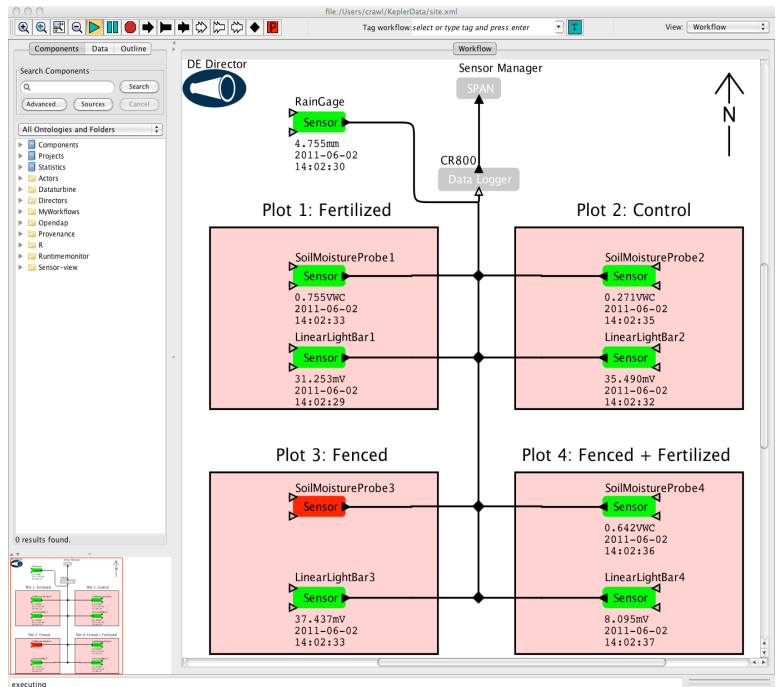 file:/Users/crawl/KeplerData/site.xml
P
Tag workflow:
select or type tag and press enter
T
View: Workflow
Components Data Outline
Workflow
Search Components
Search
Advanced... Sources Cancel
All Ontologies and Folders
Components
Projects
Statistics
Actors
Dataturbine
Directors
MyWorkflows
Opendap
Provenance
R
Runtimemonitor
Sensor-view
0 results found.
DE Director
Sensor Manager
SPAN
N
RainGage
Sensor
4.755mm
2011-06-02
14:02:30
CR800
Data Logger
Plot 1: Fertilized
SoilMoistureProbe1
Sensor
0.755VWC
2011-06-02
14:02:33
LinearLightBar1
Sensor
31.253mV
2011-06-02
14:02:29
Plot 2: Control
SoilMoistureProbe2
Sensor
0.271VWC
2011-06-02
14:02:35
LinearLightBar2
Sensor
35.490mV
2011-06-02
14:02:32
Plot 3: Fenced
SoilMoistureProbe3
Sensor
LinearLightBar3
Sensor
37.437mV
2011-06-02
14:02:33
Plot 4: Fenced + Fertilized
SoilMoistureProbe4
Sensor
0.642VWC
2011-06-02
14:02:36
LinearLightBar4
Sensor
8.095mV
2011-06-02
14:02:37
executing